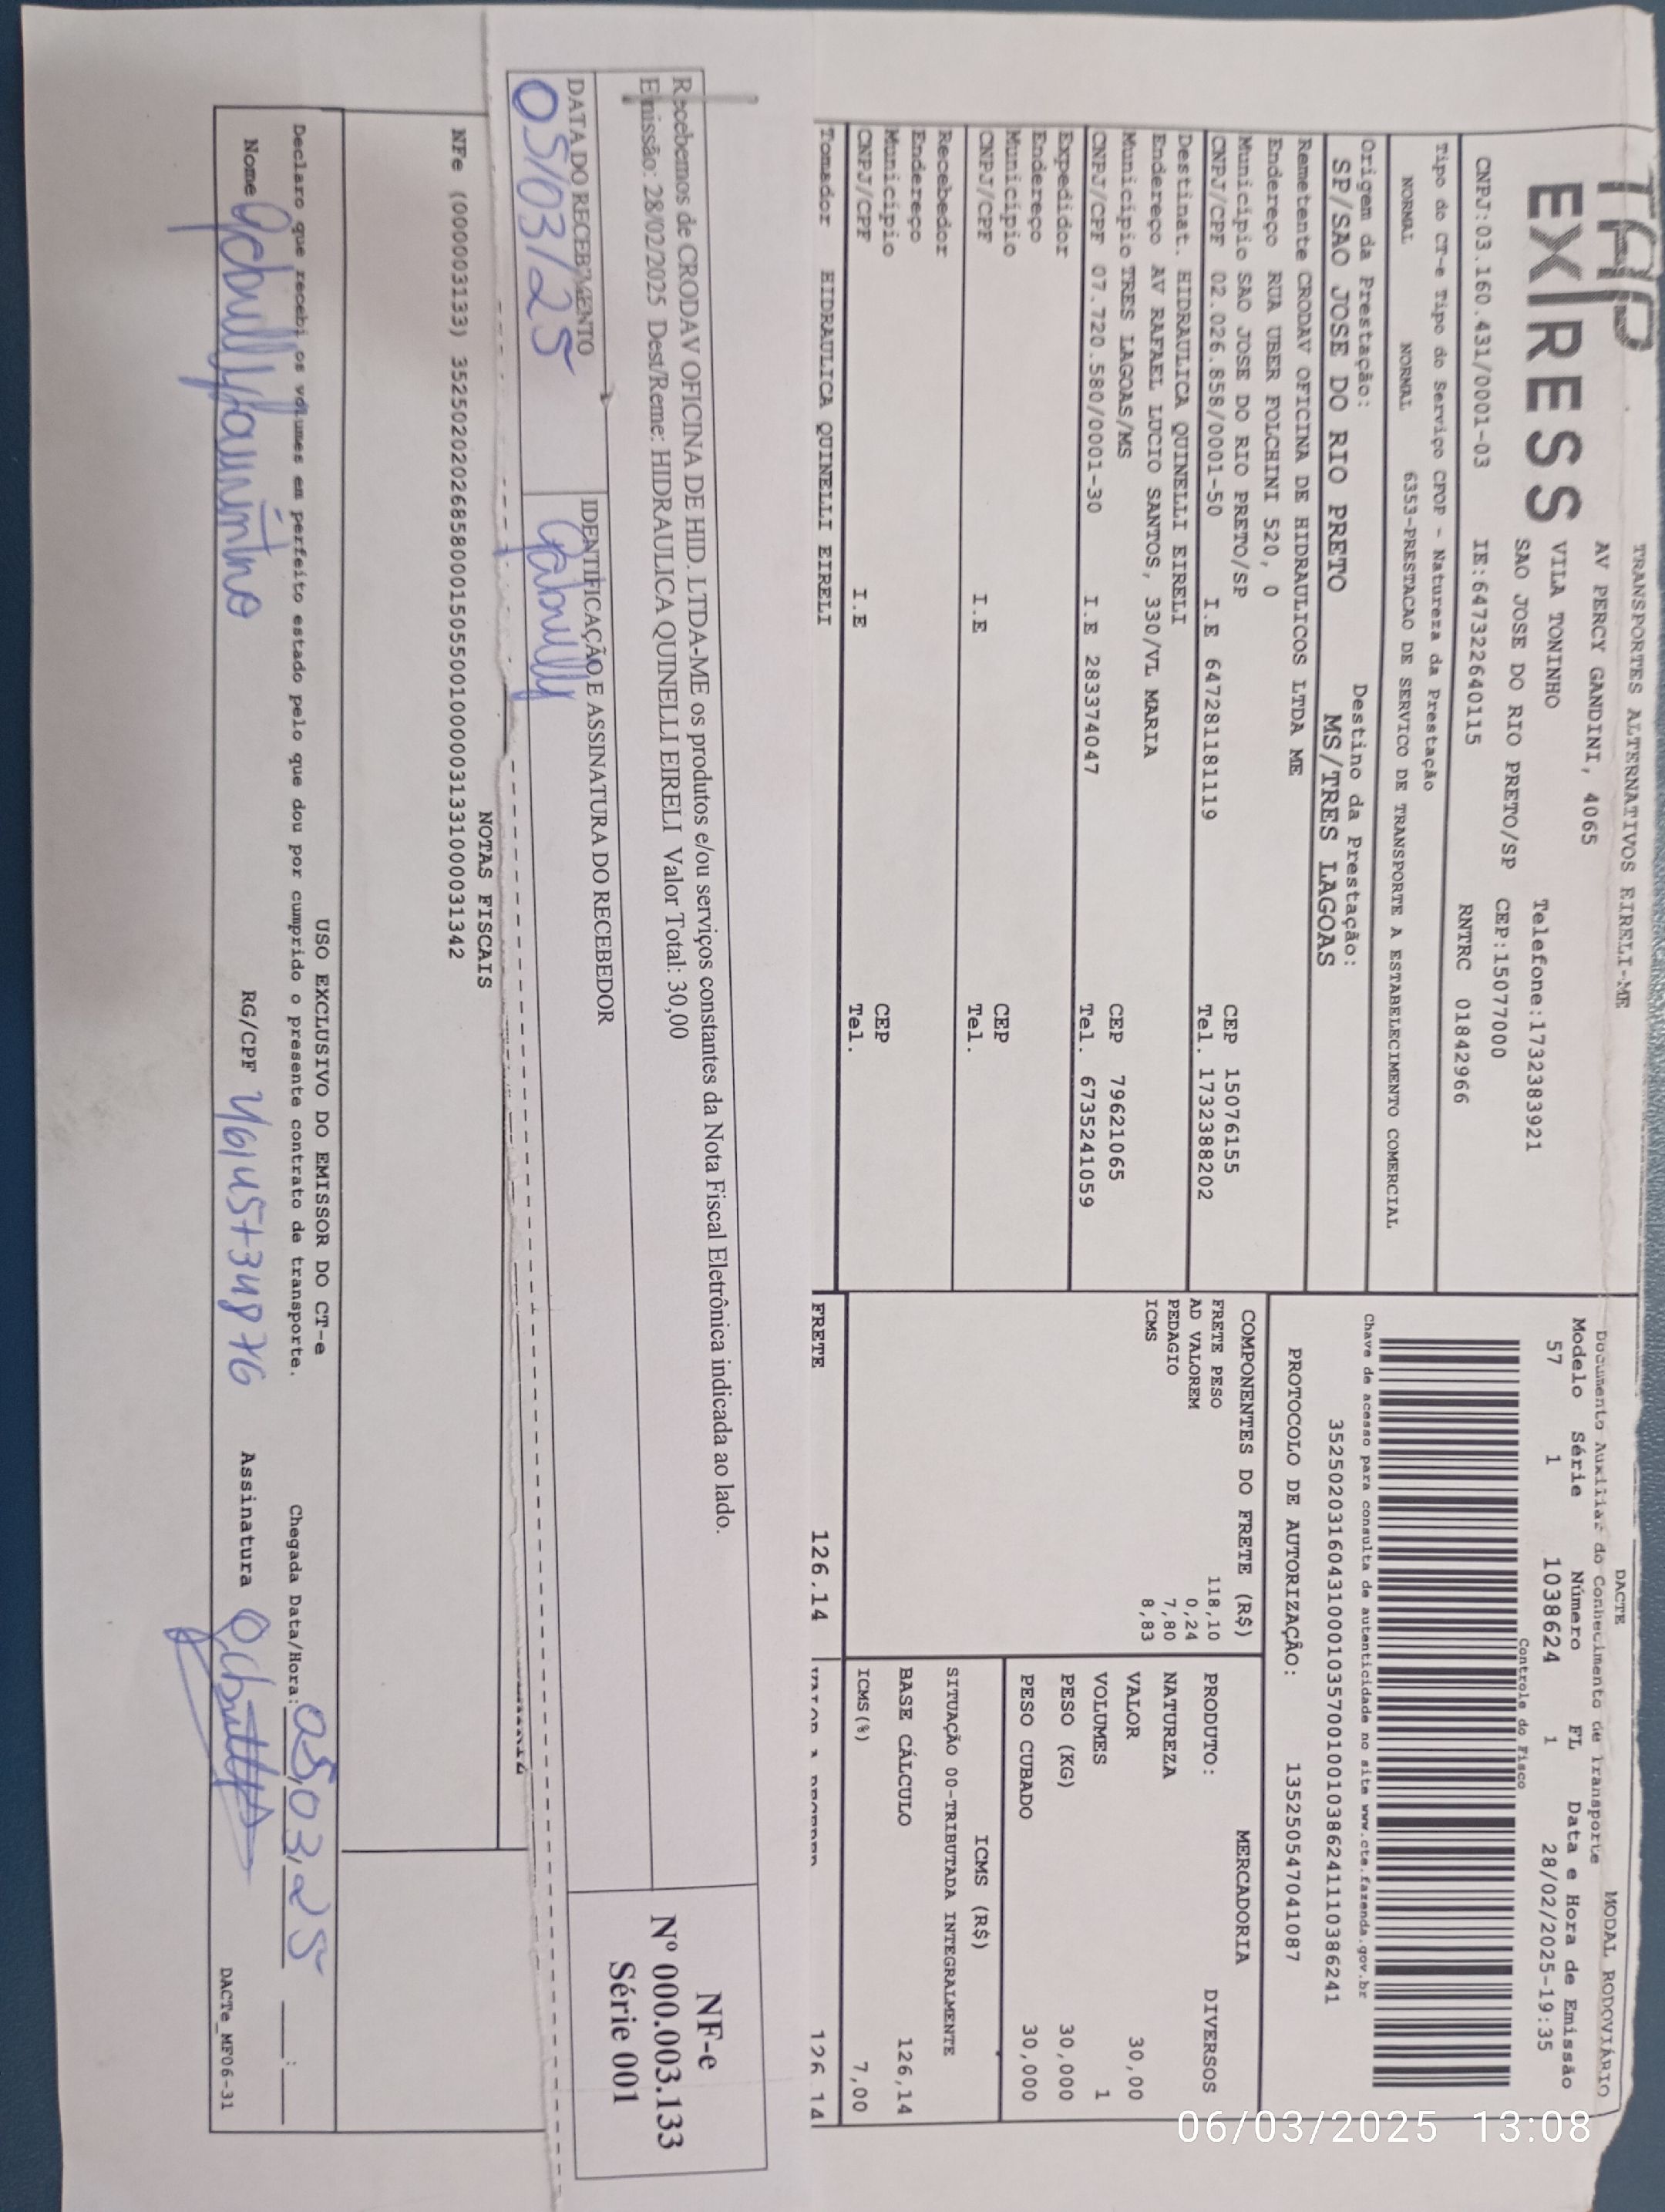 TAP
EX/RESS
TRANSPORTES ALTERNATIVOS EIRELI-ME
AV PERCY GANDINI, 4065
VILA TONINHO Telefone:1732383921
SAO JOSE DO RIO PRETO/SP CEP:15077000
CNPJ:03.160.431/0001-03 IE:647322640115 RNTRC 01842966
Tipo do CT-e Tipo do Serviço CFOP - Natureza da Prestação
NORMAL NORMAL 6353-PRESTACAO DE SERVICO DE TRANSPORTE A ESTABELECIMENTO COMERCIAL
Origem da Prestação: Destino da Prestação:
SP/SAO JOSE DO RIO PRETO MS/TRES LAGOAS
Remetente CRODAV OFICINA DE HIDRAULICOS LTDA ME
Endereço RUA UBER FOLCHINI 520, 0
Municipio SAO JOSE DO RIO PRETO/SP CEP 15076155
CNPJ/CPF 02.026.858/0001-50 I.E 647281181119 Tel. 1732388202
Destinat. HIDRAULICA QUINELLI EIRELI
Endereço AV RAFAEL LUCIO SANTOS, 330/VL MARIA
Municipio TRES LAGOAS/MS CEP 79621065
CNPJ/CPF 07.720.580/0001-30 I.E 283374047 Tel. 6735241059
Expedidor
Endereço
Município CEP
CNPJ/CPF I.E Tel.
Recebedor
Endereço
Município CEP
CNPJ/CPF I.E Tel.
Tomador HIDRAULICA QUINELLI EIRELI
DACTE MODAL RODOVIÁRIO
Documento Auxiliar do Conhecimento de Transporte
Modelo Série Número FL Data e Hora de Emissão
57 1 103624 1 28/02/2025-19:35
Controle do Fisco
Chave de acesso para consulta de autenticidade no site www.cte.fazenda.gov.br
35250203160431000103570010001038624111038 6241
PROTOCOLO DE AUTORIZAÇÃO: 135250547041087
COMPONENTES DO FRETE (R$)
FRETE PESO 118,10
AD VALOREM 0,24
PEDAGIO 7,80
ICMS 8,83
MERCADORIA
PRODUTO: DIVERSOS
NATUREZA
VALOR 30,00
VOLUMES 1
PESO (KG) 30,000
PESO CUBADO 30,000
ICMS (R$)
SITUAÇÃO 00-TRIBUTADA INTEGRALMENTE
BASE CÁLCULO 126,14
ICMS(%) 7,00
FRETE 126.14 126 14
Recebemos de CRODAV OFICINA DE HID. LTDA-ME os produtos e/ou serviços constantes da Nota Fiscal Eletrônica indicada ao lado.
Emissão: 28/02/2025 Dest/Reme: HIDRAULICA QUINELLI EIRELI Valor Total: 30,00
DATA DO RECEBIMENTO IDENTIFICAÇÃO E ASSINATURA DO RECEBEDOR
05/03/25
NF-e
Nº 000.003.133
Série 001
NOTAS FISCAIS
NFe (000003133) 35250202026858000150550010000031331000031342
USO EXCLUSIVO DO EMISSOR DO CT-e
Declaro que recebi os volumes em perfeito estado pelo que dou por cumprido o presente contrato de transporte. Chegada Data/Hora: 05,03,25 __:__
Nome RG/CPF Assinatura
DACTe_MF06-31
06/03/2025 13:08